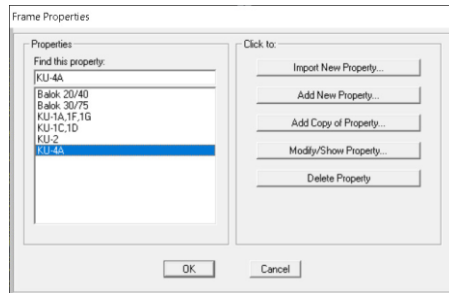 Frame Properties
Properties
Find this property:
KU-4A
Balok 20/40
Balok 30/75
KU-1A,1F,1G
KU-1C,1D
KU-2
KU-4A
Click to:
Import New Property...
Add New Property...
Add Copy of Property...
Modify/Show Property...
Delete Property
OK
Cancel